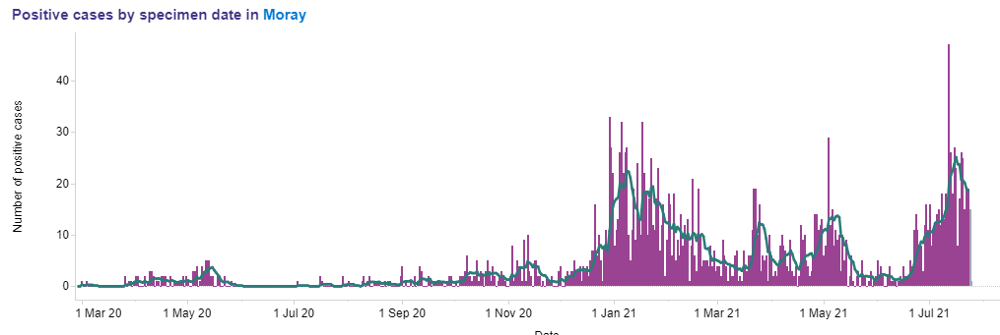 Positive cases by specimen date in Moray
Number of positive cases
40
30
20
10
0
1 Mar 20
1 May 20
1 Jul 20
1 Sep 20
1 Nov 20
1 Jan 21
1 Mar 21
1 May 21
1 Jul 21
Date